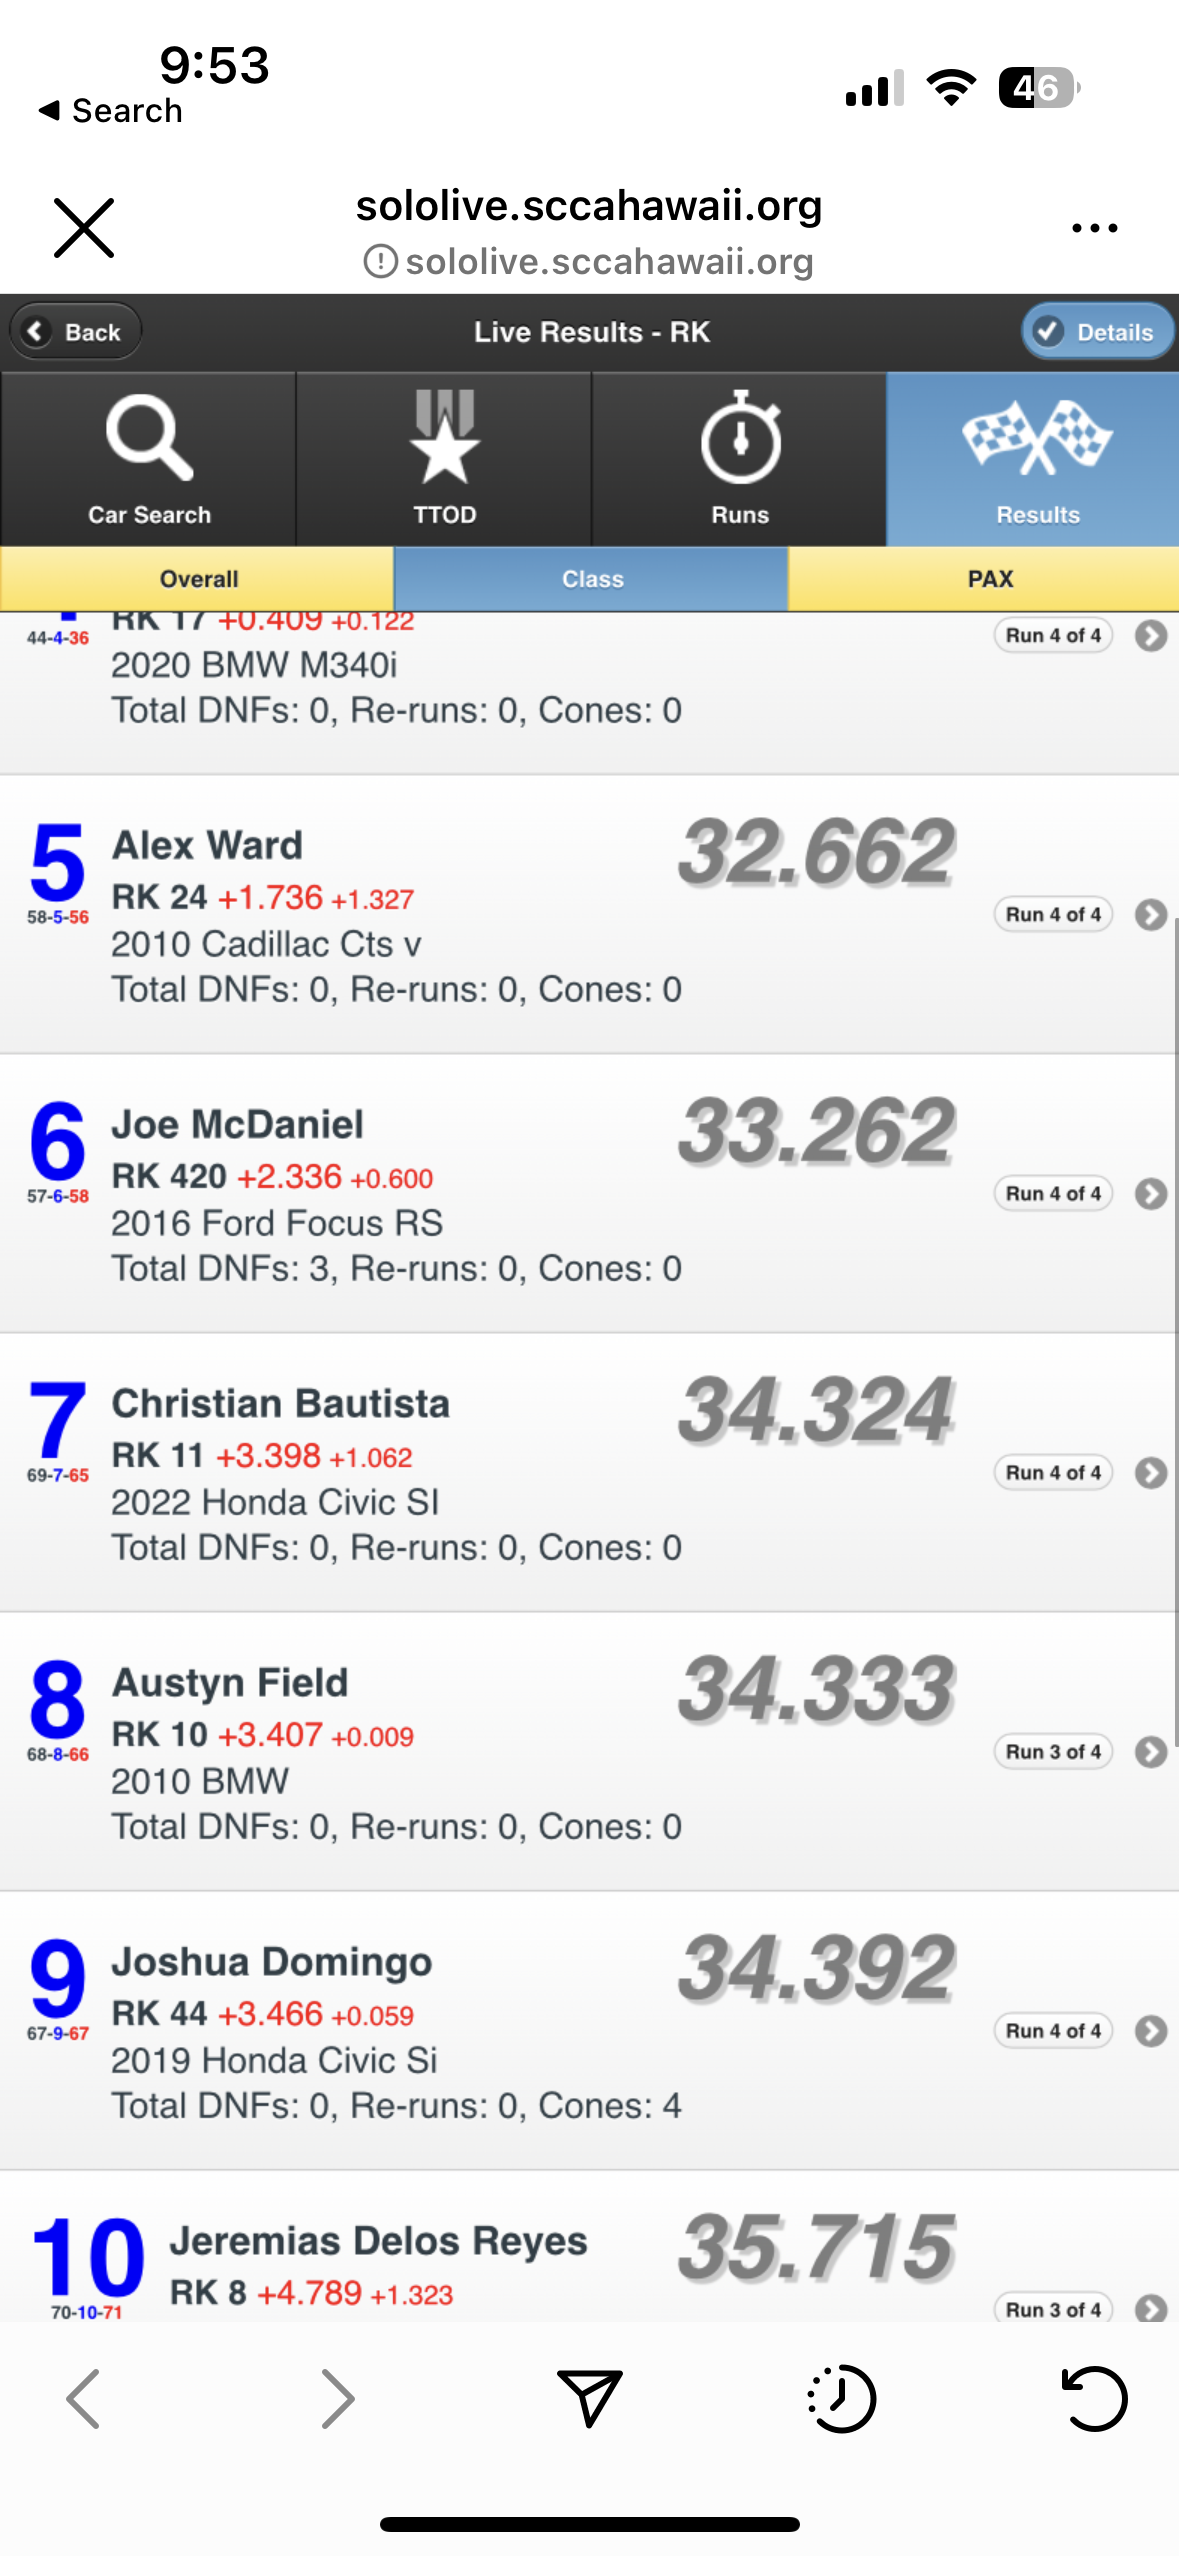 9:53
46
Search
sololive.sccahawaii.org
sololive.sccahawaii.org
Back
Live Results - RK
Details
Car Search
TTOD
Runs
Results
Overall
Class
PAX
RK 17 +0.409 +0.122
44-4-36
Run 4 of 4
2020 BMW M340i
Total DNFs: 0, Re-runs: 0, Cones: 0
5
Alex Ward
32.662
RK 24 +1.736 +1.327
58-5-56
Run 4 of 4
2010 Cadillac Cts v
Total DNFs: 0, Re-runs: 0, Cones: 0
6
Joe McDaniel
33.262
RK 420 +2.336 +0.600
57-6-58
Run 4 of 4
2016 Ford Focus RS
Total DNFs: 3, Re-runs: 0, Cones: 0
7
Christian Bautista
34.324
RK 11 +3.398 +1.062
69-7-65
Run 4 of 4
2022 Honda Civic SI
Total DNFs: 0, Re-runs: 0, Cones: 0
8
Austyn Field
34.333
RK 10 +3.407 +0.009
68-8-66
Run 3 of 4
2010 BMW
Total DNFs: 0, Re-runs: 0, Cones: 0
9
Joshua Domingo
34.392
RK 44 +3.466 +0.059
67-9-67
Run 4 of 4
2019 Honda Civic Si
Total DNFs: 0, Re-runs: 0, Cones: 4
10
Jeremias Delos Reyes
35.715
RK 8 +4.789 +1.323
70-10-71
Run 3 of 4